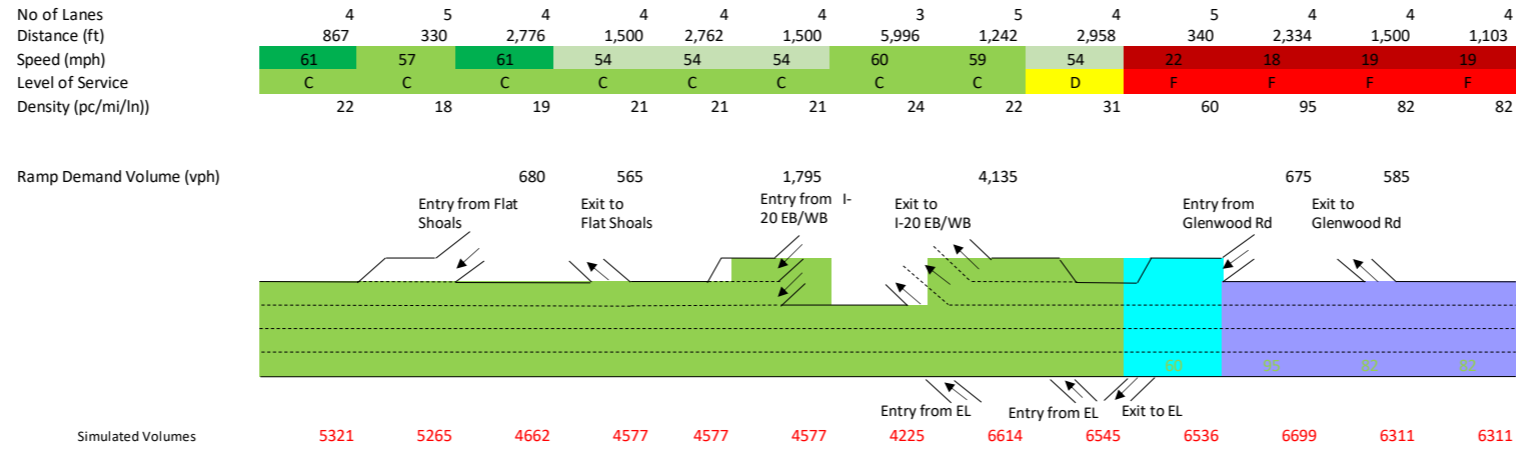 No of Lanes 4 5 4 4 4 4 3 5 4 5 4 4 4
Distance (ft) 867 330 2,776 1,500 2,762 1,500 5,996 1,242 2,958 340 2,334 1,500 1,103
Speed (mph) 61 57 61 54 54 54 60 59 54 22 18 19 19
Level of Service C C C C C C C C D F F F F
Density (pc/mi/ln)) 22 18 19 21 21 21 24 22 31 60 95 82 82
Ramp Demand Volume (vph) 680 565 1,795 4,135 675 585
Entry from Flat
Shoals
Exit to
Flat Shoals
Entry from I-
20 EB/WB
Exit to
I-20 EB/WB
Entry from
Glenwood Rd
Exit to
Glenwood Rd
60 95 82 82
Entry from EL Entry from EL Exit to EL
Simulated Volumes 5321 5265 4662 4577 4577 4577 4225 6614 6545 6536 6699 6311 6311